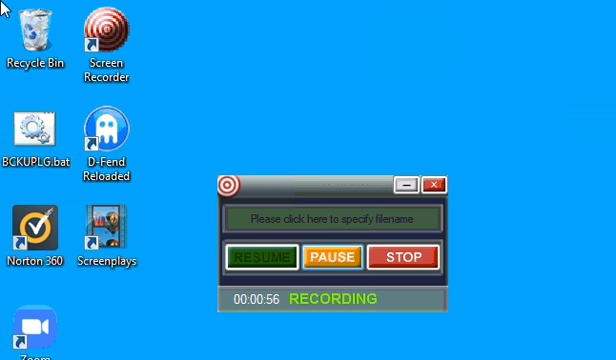 Recycle Bin
Screen
Recorder
BCKUPLG.bat
D-Fend
Reloaded
Norton 360
Screenplays
Zoom
Please click here to specify filename
RESUME
PAUSE
STOP
00:00:56 RECORDING